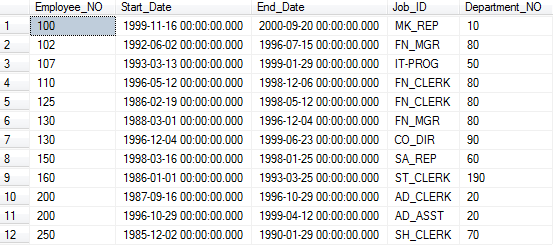 Employee_NO Start_Date End_Date Job_ID Department_NO
1 100 1999-11-16 00:00:00.000 2000-09-20 00:00:00.000 MK_REP 10
2 102 1992-06-02 00:00:00.000 1996-07-15 00:00:00.000 FN_MGR 80
3 107 1993-03-13 00:00:00.000 1999-01-29 00:00:00.000 IT-PROG 50
4 110 1996-05-12 00:00:00.000 1998-12-06 00:00:00.000 FN_CLERK 80
5 125 1986-02-19 00:00:00.000 1998-05-12 00:00:00.000 FN_CLERK 80
6 130 1988-03-01 00:00:00.000 1996-12-04 00:00:00.000 FN_MGR 80
7 130 1996-12-04 00:00:00.000 1999-06-23 00:00:00.000 CO_DIR 90
8 150 1998-03-16 00:00:00.000 1998-01-25 00:00:00.000 SA_REP 60
9 160 1986-01-01 00:00:00.000 1993-03-25 00:00:00.000 ST_CLERK 190
10 200 1987-09-16 00:00:00.000 1996-10-29 00:00:00.000 AD_CLERK 20
11 200 1996-10-29 00:00:00.000 1999-04-12 00:00:00.000 AD_ASST 20
12 250 1985-12-02 00:00:00.000 1990-01-29 00:00:00.000 SH_CLERK 70